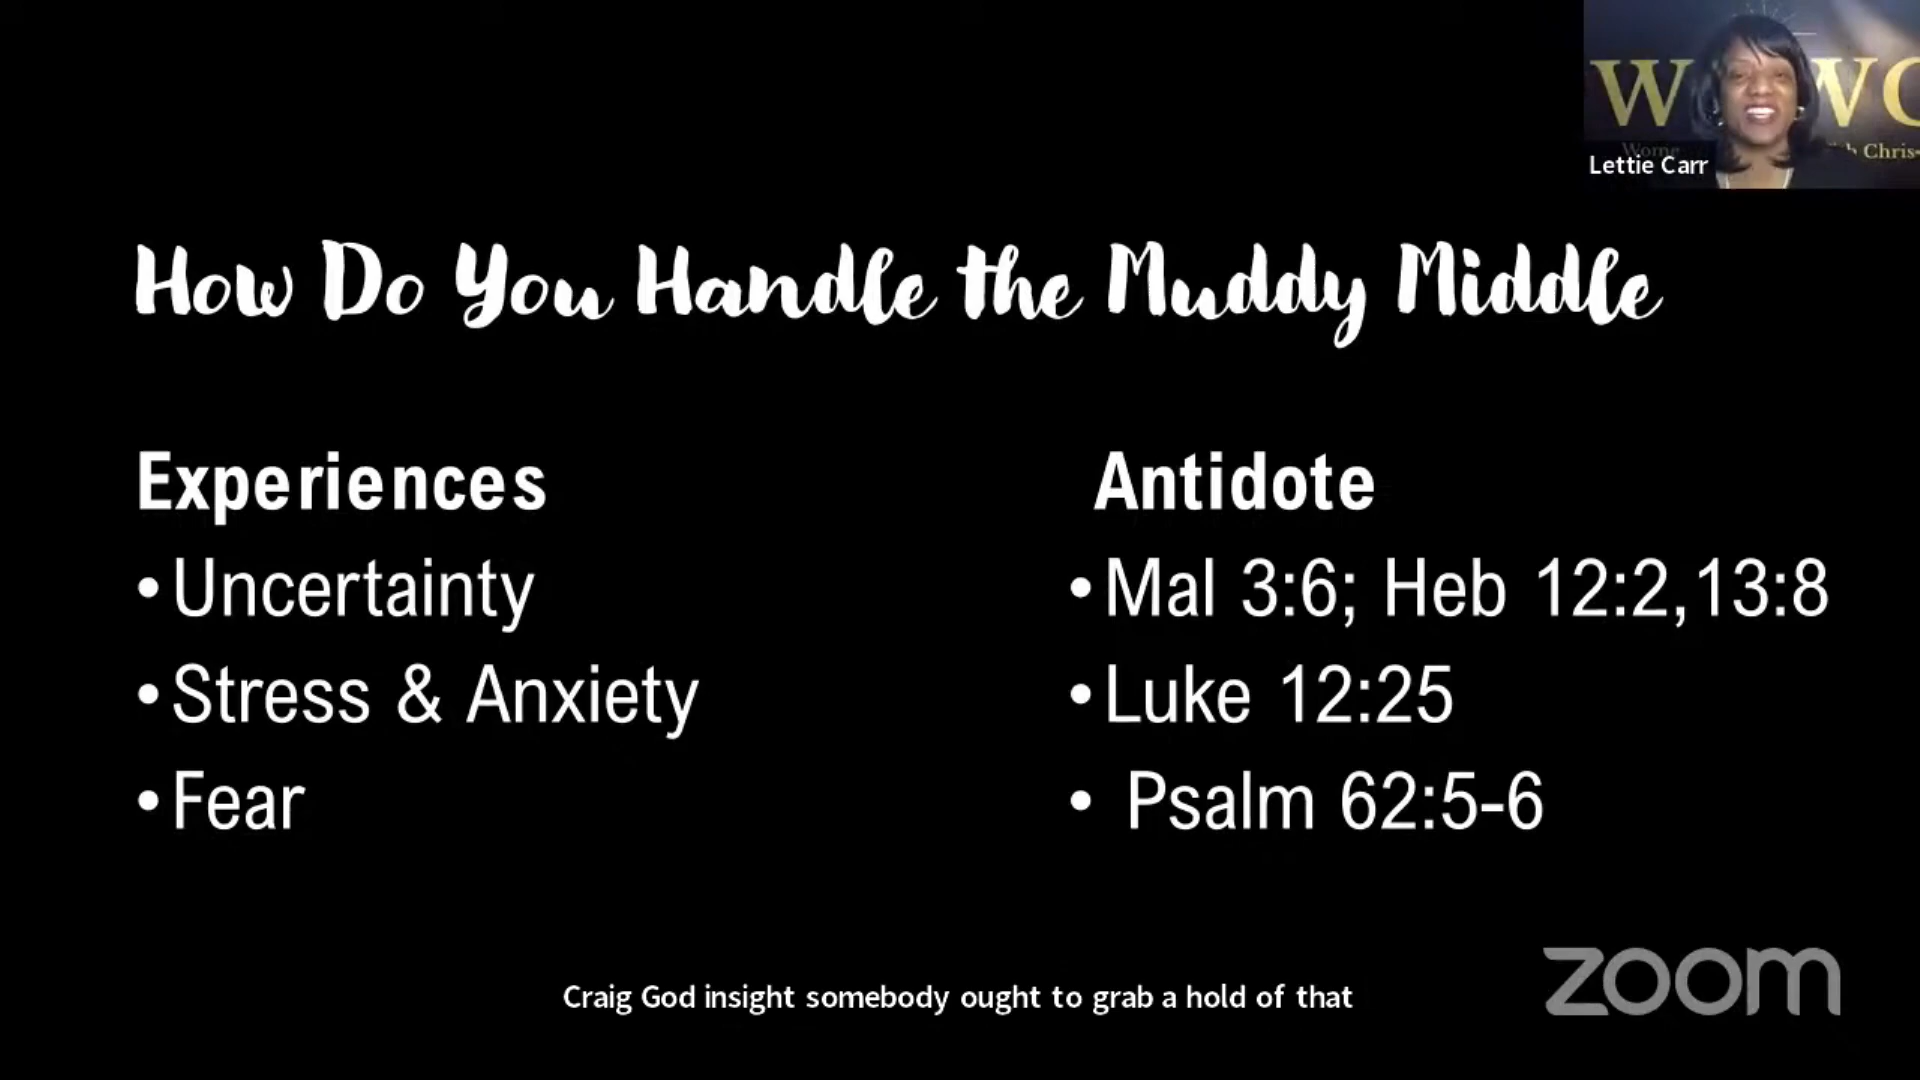 W WO
Chris-
Lettie Carr
How Do You Handle the Muddy Middle
Experiences
• Uncertainty
• Stress & Anxiety
• Fear
Antidote
• Mal 3:6; Heb 12:2,13:8
• Luke 12:25
• Psalm 62:5-6
Craig God insight somebody ought to grab a hold of that
zoom